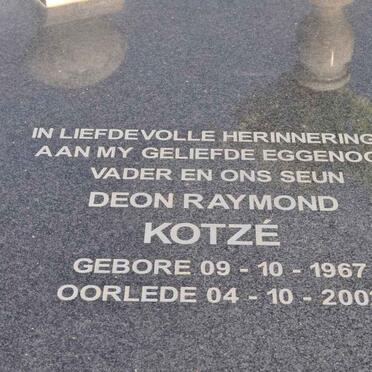 IN LIEFDEVOLLE HERINNERING
AAN MY GELIEFDE EGGENOO
VADER EN ONS SEUN
DEON RAYMOND
KOTZÉ
GEBORE 09 - 10 - 1967
OORLEDE 04 - 10 - 200